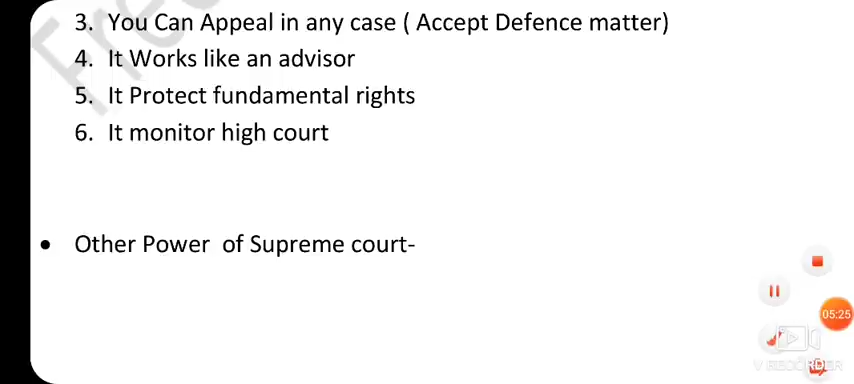 3. You Can Appeal in any case ( Accept Defence matter)
4. It Works like an advisor
5. It Protect fundamental rights
6. It monitor high court
• Other Power of Supreme court-
05:25
V RECORDER